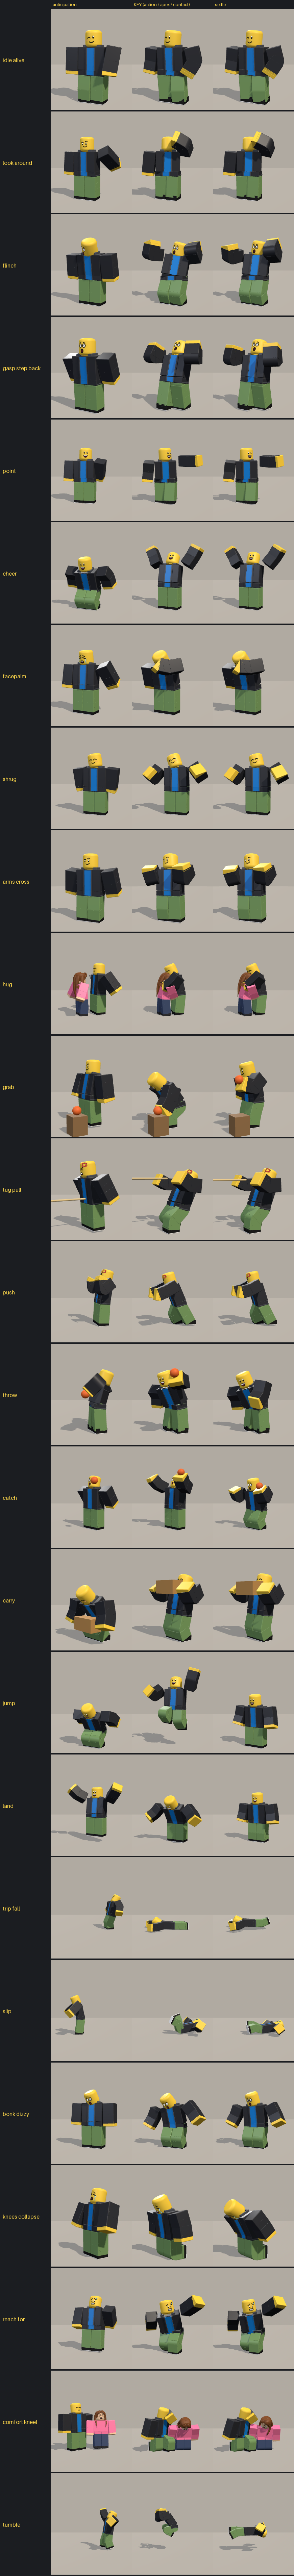 anticipation KEY (action / apex / contact) settle
idle alive
look around
flinch
gasp step back
point
cheer
facepalm
shrug
arms cross
hug
grab
tug pull
push
throw
catch
carry
jump
land
trip fall
slip
bonk dizzy
knees collapse
reach for
comfort kneel
tumble